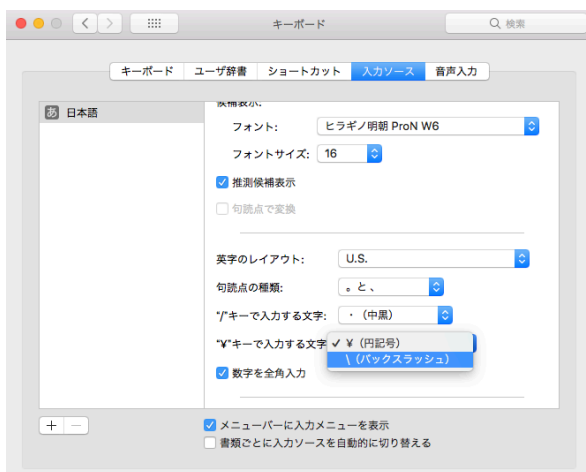 キーボード
検索
キーボード ユーザ辞書 ショートカット 入力ソース 音声入力
あ 日本語
候補表示:
フォント: ヒラギノ明朝 ProN W6
フォントサイズ: 16
推測候補表示
句読点で変換
英字のレイアウト: U.S.
句読点の種類: 。と、
"/"キーで入力する文字: ・（中黒）
"¥"キーで入力する文字 ✓ ¥（円記号）
\（バックスラッシュ）
数字を全角入力
+ −
メニューバーに入力メニューを表示
書類ごとに入力ソースを自動的に切り替える